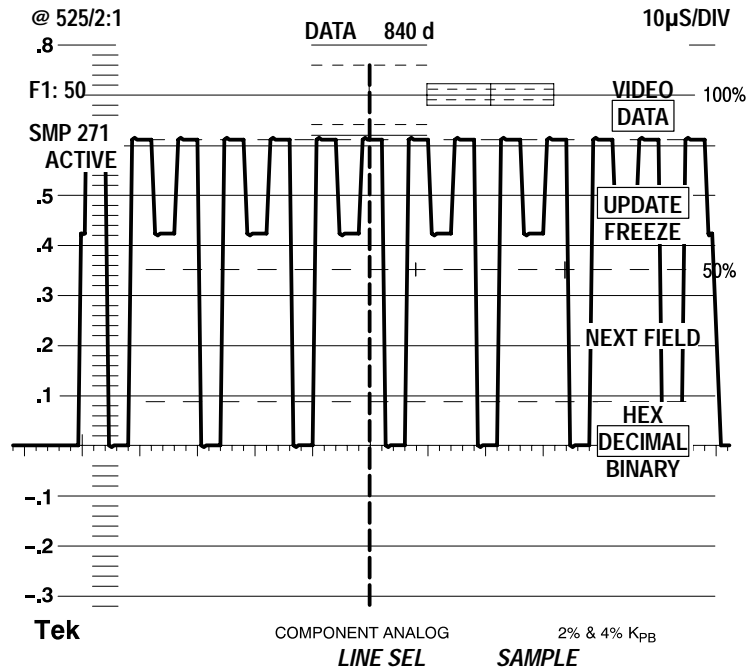 @ 525/2:1
DATA 840 d
10µS/DIV
.8
F1: 50
VIDEO
100%
DATA
SMP 271
ACTIVE
.5
UPDATE
.4
FREEZE
50%
.3
.2
NEXT FIELD
.1
HEX
DECIMAL
BINARY
–.1
–.2
–.3
Tek
COMPONENT ANALOG
2% & 4% KPB
LINE SEL
SAMPLE